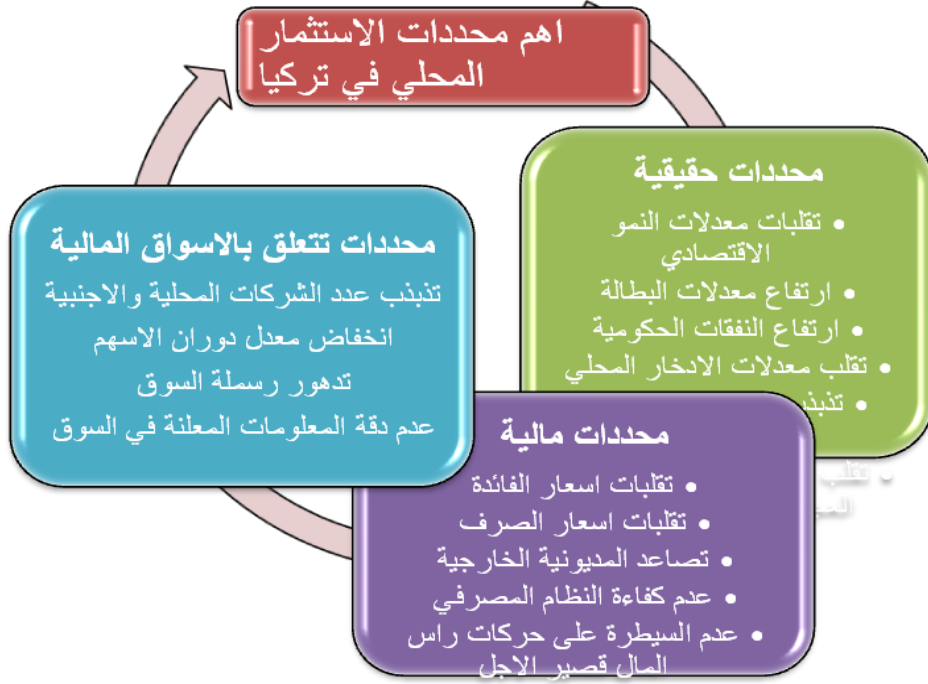 اهم محددات الاستثمار
المحلي في تركيا
محددات حقيقية
• تقلبات معدلات النمو
الاقتصادي
• ارتفاع معدلات البطالة
• ارتفاع النفقات الحكومية
• تقلب معدلات الادخار المحلي
•
• تقلب
محددات تتعلق بالاسواق المالية
تذبذب عدد الشركات المحلية والاجنبية
انخفاض معدل دوران الاسهم
تدهور رسملة السوق
عدم دقة المعلومات المعلنة في السوق
محددات مالية
• تقلبات اسعار الفائدة
• تقلبات اسعار الصرف
• تصاعد المديونية الخارجية
• عدم كفاءة النظام المصرفي
• عدم السيطرة على حركات راس
المال قصير الاجل